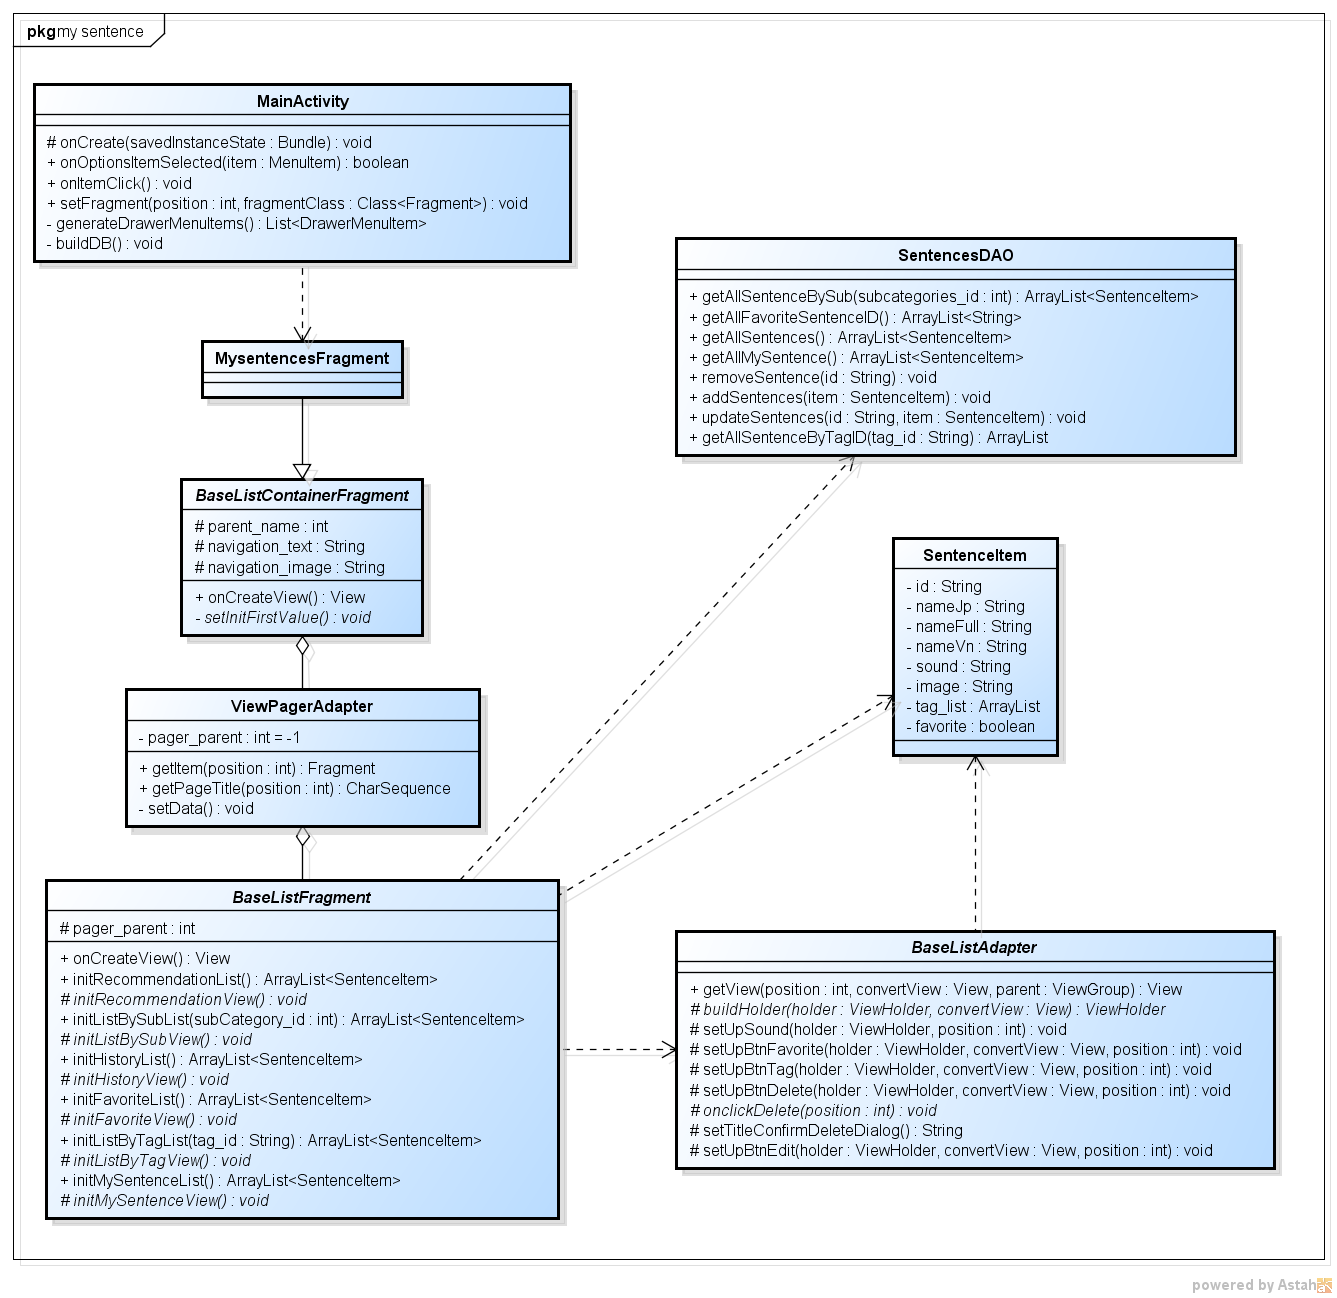 pkg my sentence
MainActivity
# onCreate(savedInstanceState : Bundle) : void
+ onOptionsItemSelected(item : MenuItem) : boolean
+ onItemClick() : void
+ setFragment(position : int, fragmentClass : Class<Fragment>) : void
- generateDrawerMenuItems() : List<DrawerMenuItem>
- buildDB() : void
MysentencesFragment
BaseListContainerFragment
# parent_name : int
# navigation_text : String
# navigation_image : String
+ onCreateView() : View
- setInitFirstValue() : void
ViewPagerAdapter
- pager_parent : int = -1
+ getItem(position : int) : Fragment
+ getPageTitle(position : int) : CharSequence
- setData() : void
BaseListFragment
# pager_parent : int
+ onCreateView() : View
+ initRecommendationList() : ArrayList<SentenceItem>
# initRecommendationView() : void
+ initListBySubList(subCategory_id : int) : ArrayList<SentenceItem>
# initListBySubView() : void
+ initHistoryList() : ArrayList<SentenceItem>
# initHistoryView() : void
+ initFavoriteList() : ArrayList<SentenceItem>
# initFavoriteView() : void
+ initListByTagList(tag_id : String) : ArrayList<SentenceItem>
# initListByTagView() : void
+ initMySentenceList() : ArrayList<SentenceItem>
# initMySentenceView() : void
SentencesDAO
+ getAllSentenceBySub(subcategories_id : int) : ArrayList<SentenceItem>
+ getAllFavoriteSentenceID() : ArrayList<String>
+ getAllSentences() : ArrayList<SentenceItem>
+ getAllMySentence() : ArrayList<SentenceItem>
+ removeSentence(id : String) : void
+ addSentences(item : SentenceItem) : void
+ updateSentences(id : String, item : SentenceItem) : void
+ getAllSentenceByTagID(tag_id : String) : ArrayList
SentenceItem
- id : String
- nameJp : String
- nameFull : String
- nameVn : String
- sound : String
- image : String
- tag_list : ArrayList
- favorite : boolean
BaseListAdapter
+ getView(position : int, convertView : View, parent : ViewGroup) : View
# buildHolder(holder : ViewHolder, convertView : View) : ViewHolder
# setUpSound(holder : ViewHolder, position : int) : void
# setUpBtnFavorite(holder : ViewHolder, convertView : View, position : int) : void
# setUpBtnTag(holder : ViewHolder, convertView : View, position : int) : void
# setUpBtnDelete(holder : ViewHolder, convertView : View, position : int) : void
# onclickDelete(position : int) : void
# setTitleConfirmDeleteDialog() : String
# setUpBtnEdit(holder : ViewHolder, convertView : View, position : int) : void
powered by Astah